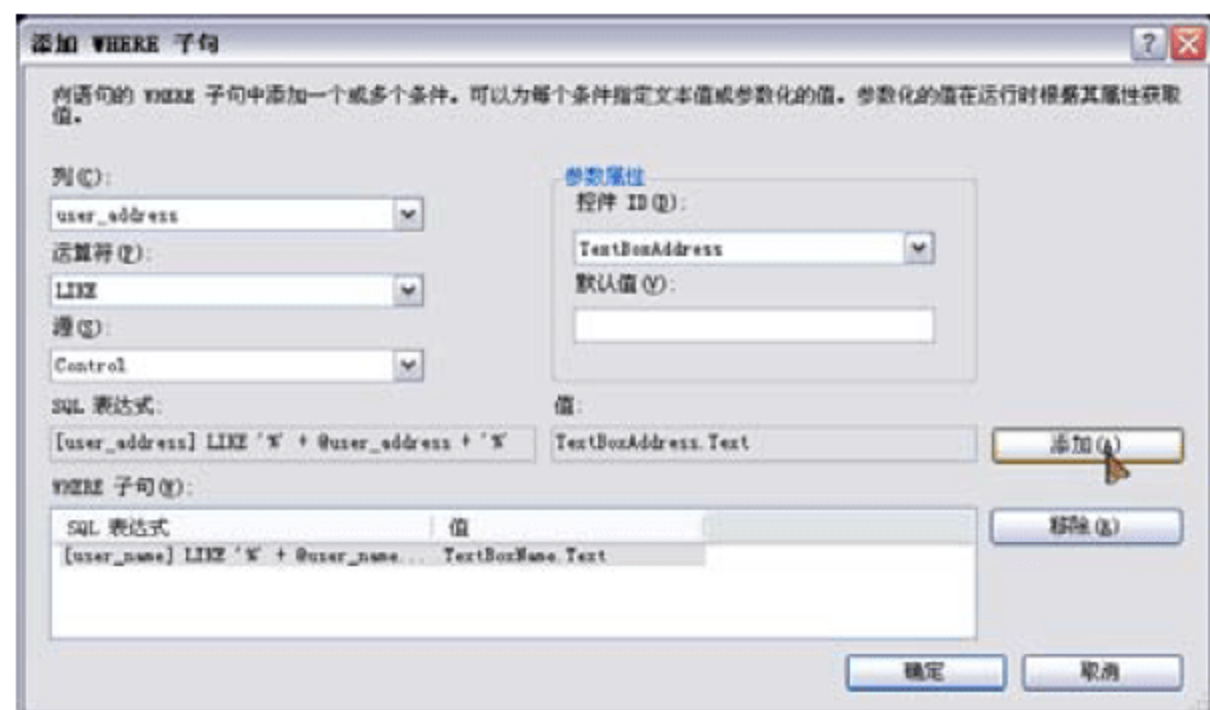 添加 WHERE 子句
向语句的 WHERE 子句中添加一个或多个条件。可以为每个条件指定文本值或参数化的值。参数化的值在运行时根据其属性获取
值。
列(C):
user_address
运算符(P):
LIKE
源(S):
Control
参数属性
控件 ID(D):
TextBoxAddress
默认值(V):
SQL 表达式:
[user_address] LIKE '%' + @user_address + '%'
值:
TextBoxAddress.Text
添加(A)
WHERE 子句(W):
SQL 表达式 值
[user_name] LIKE '%' + @user_name... TextBoxName.Text
移除(R)
确定 取消